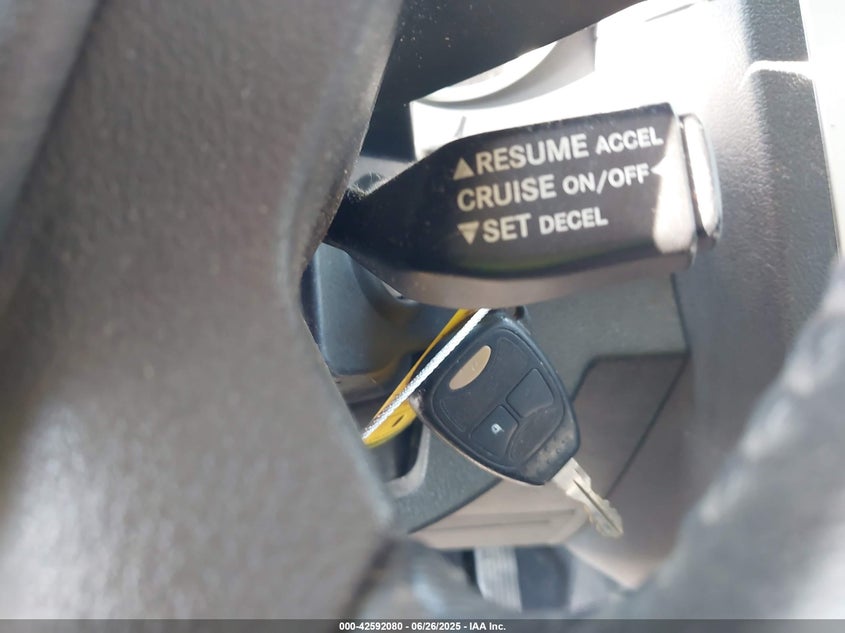 ▲RESUME ACCEL
CRUISE ON/OFF◄
▼SET DECEL
000-42592080 - 06/26/2025 - IAA Inc.